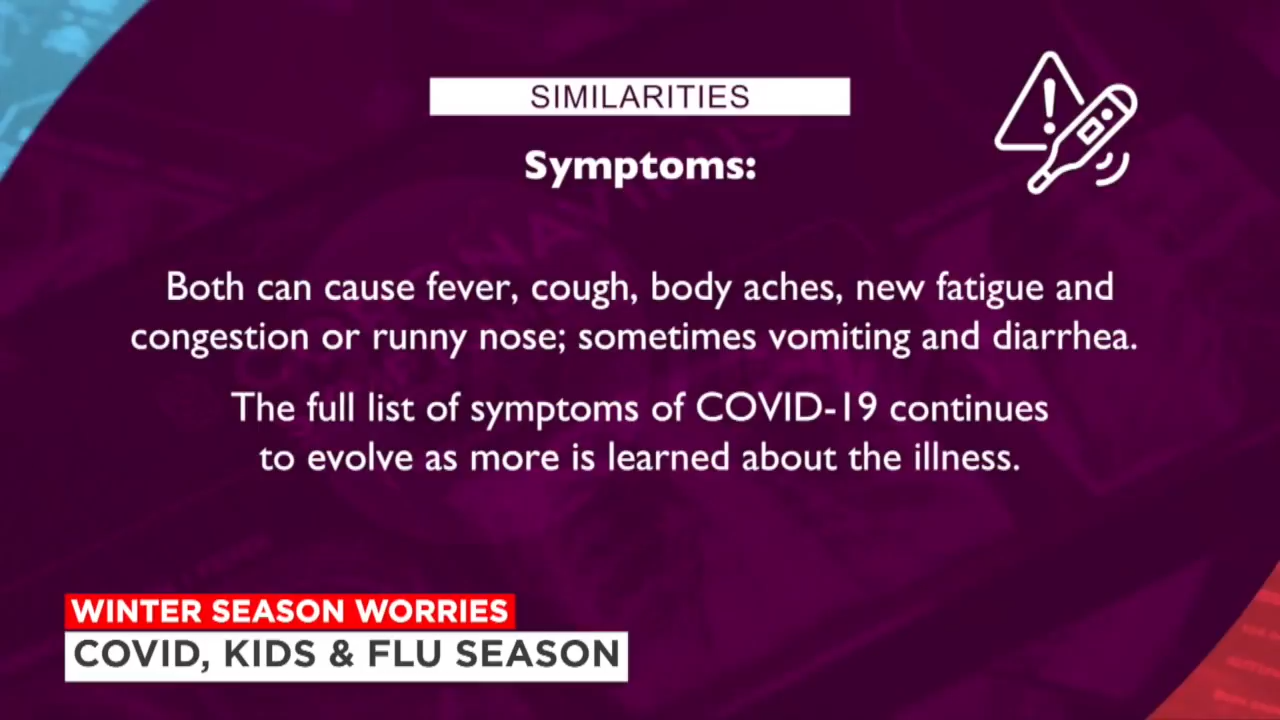 SIMILARITIES
Symptoms:
Both can cause fever, cough, body aches, new fatigue and
congestion or runny nose; sometimes vomiting and diarrhea.
The full list of symptoms of COVID-19 continues
to evolve as more is learned about the illness.
WINTER SEASON WORRIES
COVID, KIDS & FLU SEASON